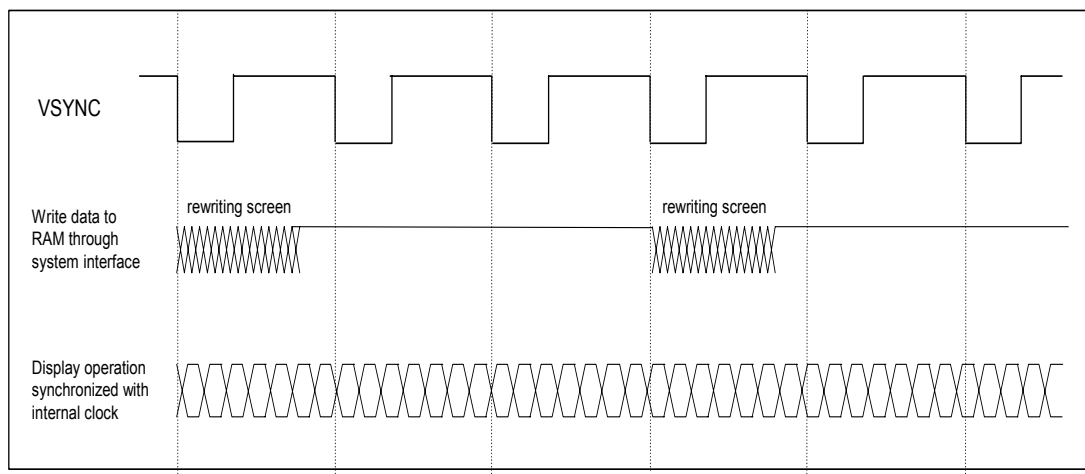 VSYNC
rewriting screen
rewriting screen
Write data to
RAM through
system interface
Display operation
synchronized with
internal clock